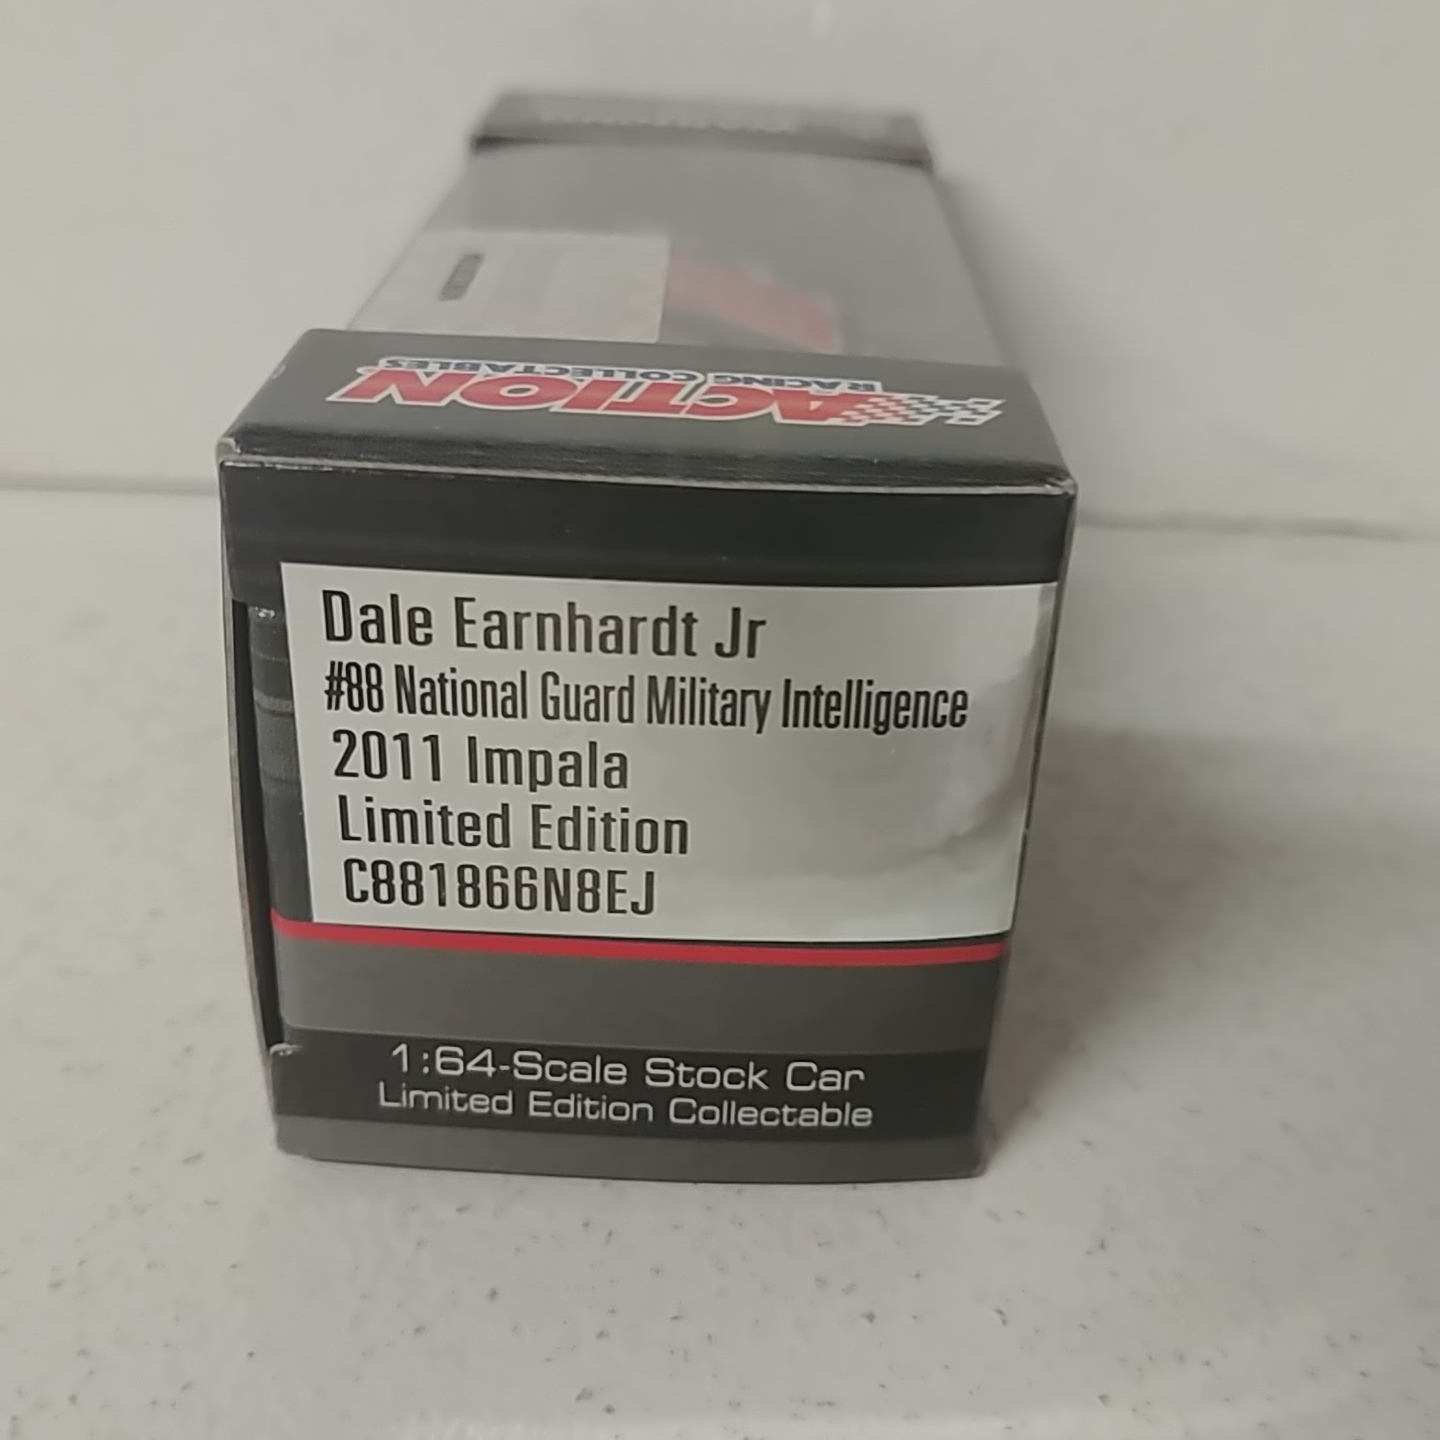 ACTION
RACING COLLECTABLES
Dale Earnhardt Jr
#88 National Guard Military Intelligence
2011 Impala
Limited Edition
C881866N8EJ
1:64-Scale Stock Car
Limited Edition Collectable